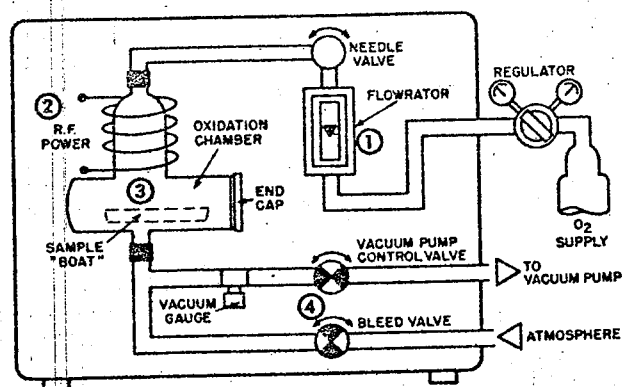 NEEDLE
VALVE
REGULATOR
FLOWRATOR
①
②
R.F.
POWER
OXIDATION
CHAMBER
③
END
CAP
SAMPLE
"BOAT"
O2
SUPPLY
VACUUM PUMP
CONTROL VALVE
TO
VACUUM PUMP
VACUUM
GAUGE
④
BLEED VALVE
ATMOSPHERE